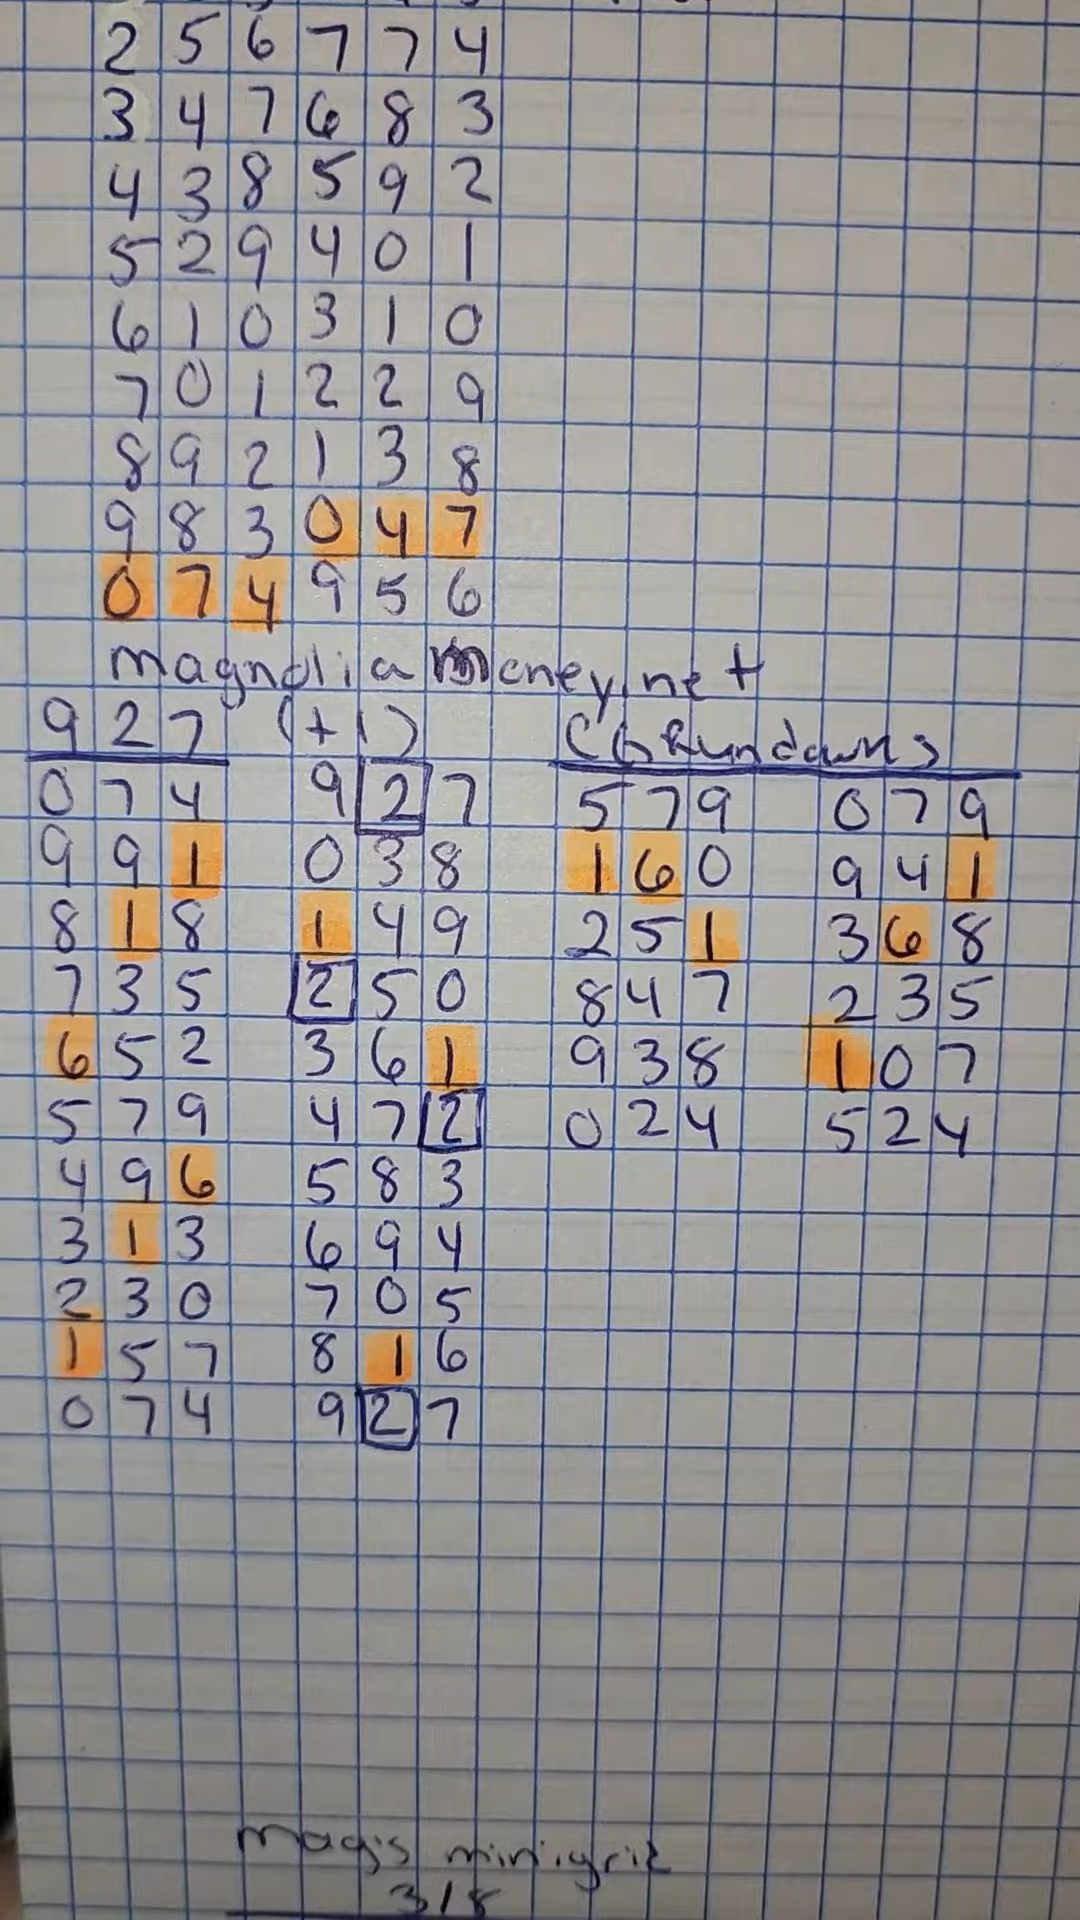 2 5 6 7 7 4
3 4 7 6 8 3
4 3 8 5 9 2
5 2 9 4 0 1
6 1 0 3 1 0
7 0 1 2 2 9
8 9 2 1 3 8
9 8 3 0 4 7
0 7 4 9 5 6
magnolia money.net
9 2 7 (+1) CG Rundowns
0 7 4 9 2 7 5 7 9 0 7 9
9 9 1 0 3 8 1 6 0 9 4 1
8 1 8 1 4 9 2 5 1 3 6 8
7 3 5 2 5 0 8 4 7 2 3 5
6 5 2 3 6 1 9 3 8 1 0 7
5 7 9 4 7 2 0 2 4 5 2 4
4 9 6 5 8 3
3 1 3 6 9 4
2 3 0 7 0 5
1 5 7 8 1 6
0 7 4 9 2 7
mag's mini grid
3/8